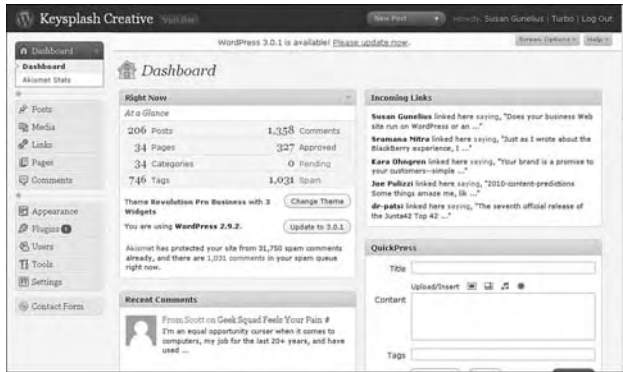 Keysplash Creative Visit Site
New Post
Howdy, Susan Gunelius | Turbo | Log Out
WordPress 3.0.1 is available! Please update now.
Screen Options
Help
Dashboard
Dashboard
Akismet Stats
Posts
Media
Links
Pages
Comments
Appearance
Plugins 1
Users
Tools
Settings
Contact Form
Dashboard
Right Now
At a Glance
206 Posts 1,358 Comments
34 Pages 327 Approved
34 Categories 0 Pending
746 Tags 1,031 Spam
Theme Revolution Pro Business with 3
Widgets
Change Theme
You are using WordPress 2.9.2.
Update to 3.0.1
Akismet has protected your site from 31,750 spam comments
already, and there are 1,031 comments in your spam queue
right now.
Recent Comments
From Scott on Geek Squad Feels Your Pain #
I'm an equal opportunity curser when it comes to
computers, my job for the last 20+ years, and have
used ...
Incoming Links
Susan Gunelius linked here saying, "Does your business Web
site run on WordPress or an ..."
Sramana Mitra linked here saying, "Just as I wrote about the
BlackBerry experience, I ..."
Kara Ohngren linked here saying, "Your brand is a promise to
your customers--simple ..."
Joe Pulizzi linked here saying, "2010-content-predictions
Some things amaze me, lik ..."
dr-patsi linked here saying, "The seventh official release of
the Junta42 Top 42 ..."
QuickPress
Title
Upload/Insert
Content
Tags